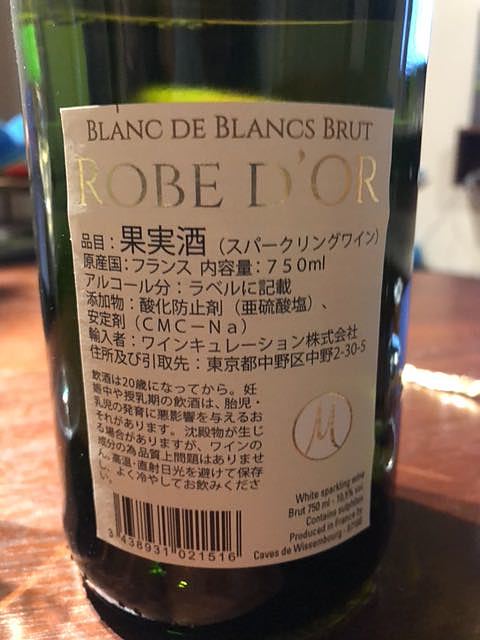 BLANC DE BLANCS BRUT
ROBE D'OR
品目：果実酒（スパークリングワイン）
原産国：フランス 内容量：７５０ml
アルコール分：ラベルに記載
添加物：酸化防止剤（亜硫酸塩）、
安定剤（ＣＭＣ－Ｎａ）
輸入者：ワインキュレーション株式会社
住所及び引取先：東京都中野区中野2-30-5
飲酒は20歳になってから。妊
娠中や授乳期の飲酒は、胎児・
乳児の発育に悪影響を与えるお
それがあります。沈殿物が生じ
る場合がありますが、ワインの
成分の為品質上問題はありませ
ん。高温・直射日光を避けて保存
し、よく冷やしてお飲みくださ
い。
M
White sparkling wine
Brut 750 ml -
Contains sulphites
Produced in France by
Caves de Wissembourg - 67160
3 438931 021516